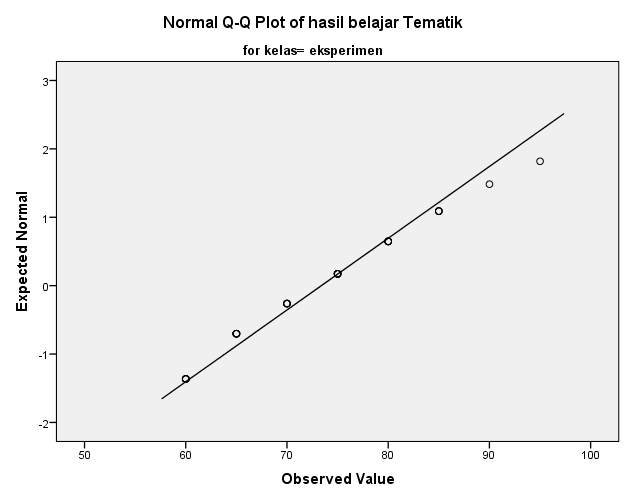 Normal Q-Q Plot of hasil belajar Tematik
for kelas= eksperimen
Expected Normal
3
2
1
0
-1
-2
50 60 70 80 90 100
Observed Value